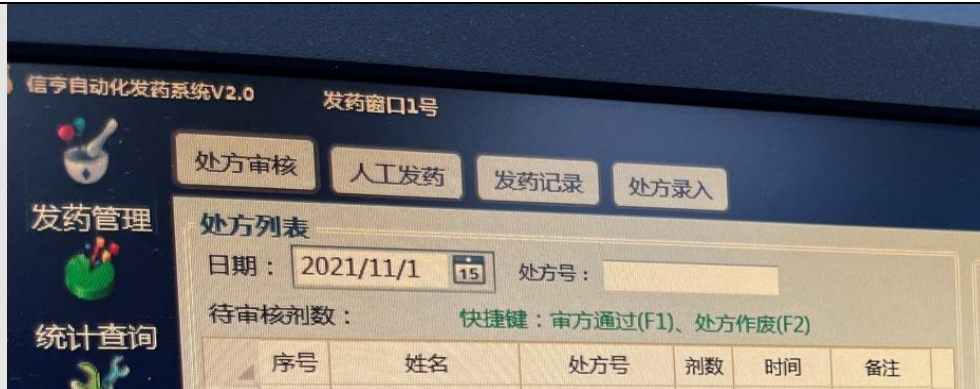 信亨自动化发药系统V2.0 发药窗口1号
处方审核 人工发药 发药记录 处方录入
发药管理
处方列表
日期： 2021/11/1 15 处方号：
待审核剂数： 快捷键：审方通过(F1)、处方作废(F2)
统计查询
序号 姓名 处方号 剂数 时间 备注